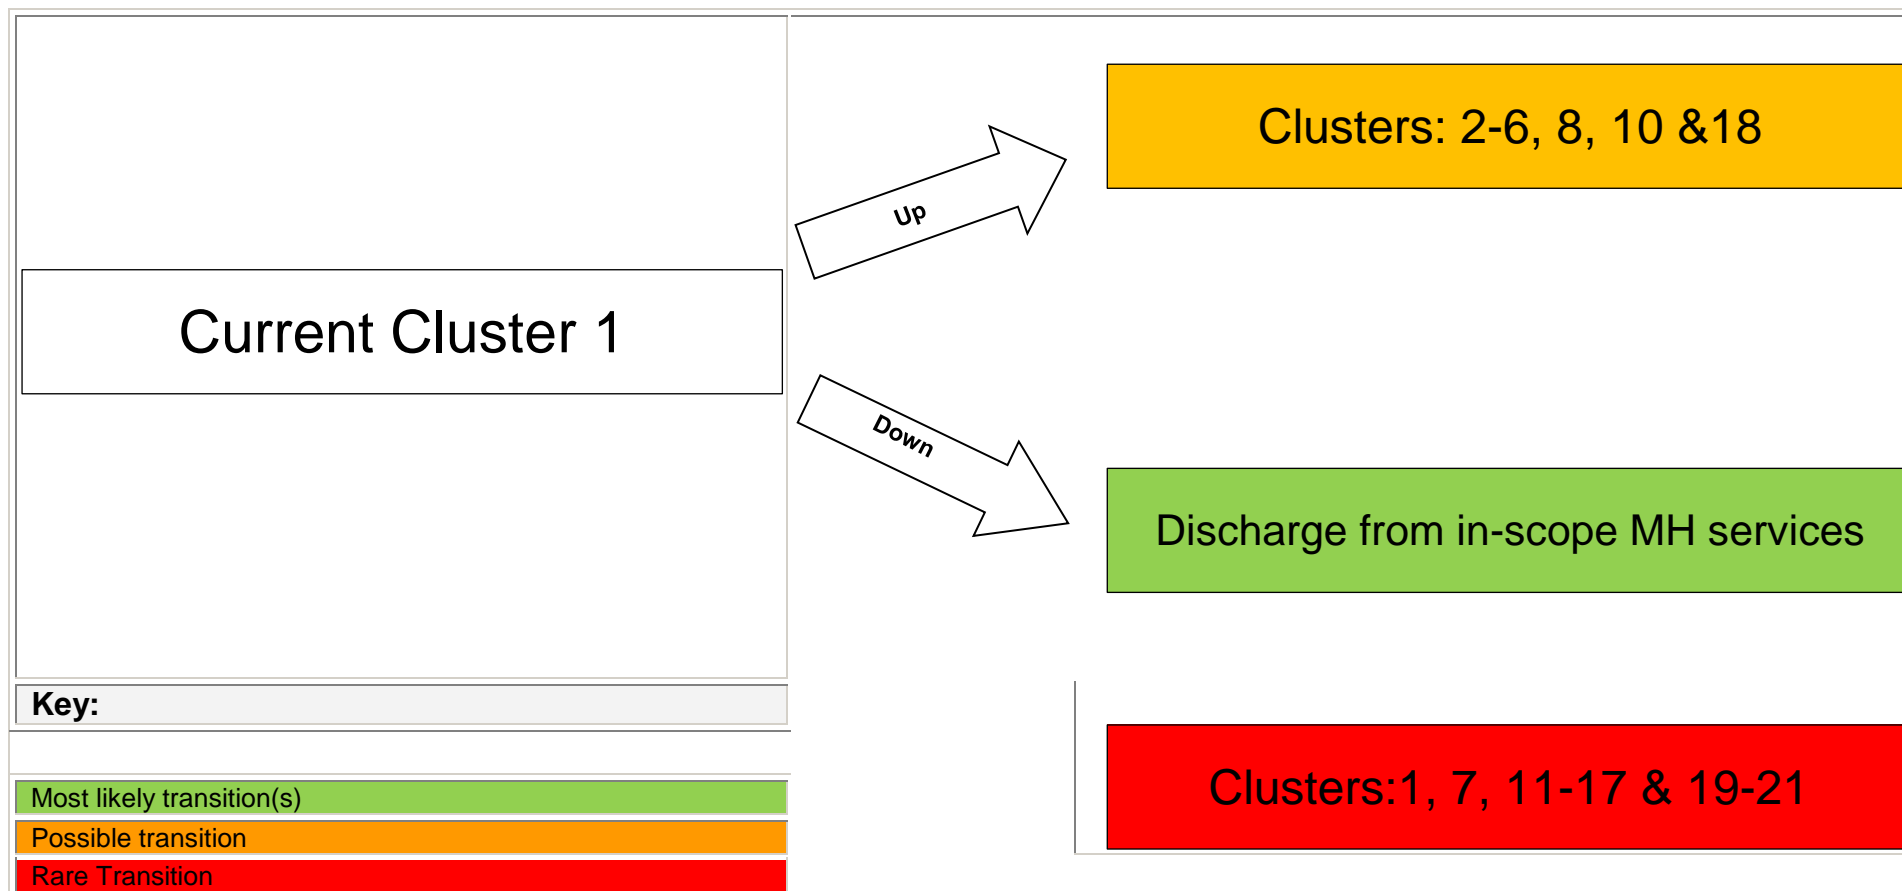 Clusters: 2-6, 8, 10 &18
Up
Current Cluster 1
Down
Discharge from in-scope MH services
Key:
Clusters:1, 7, 11-17 & 19-21
Most likely transition(s)
Possible transition
Rare Transition